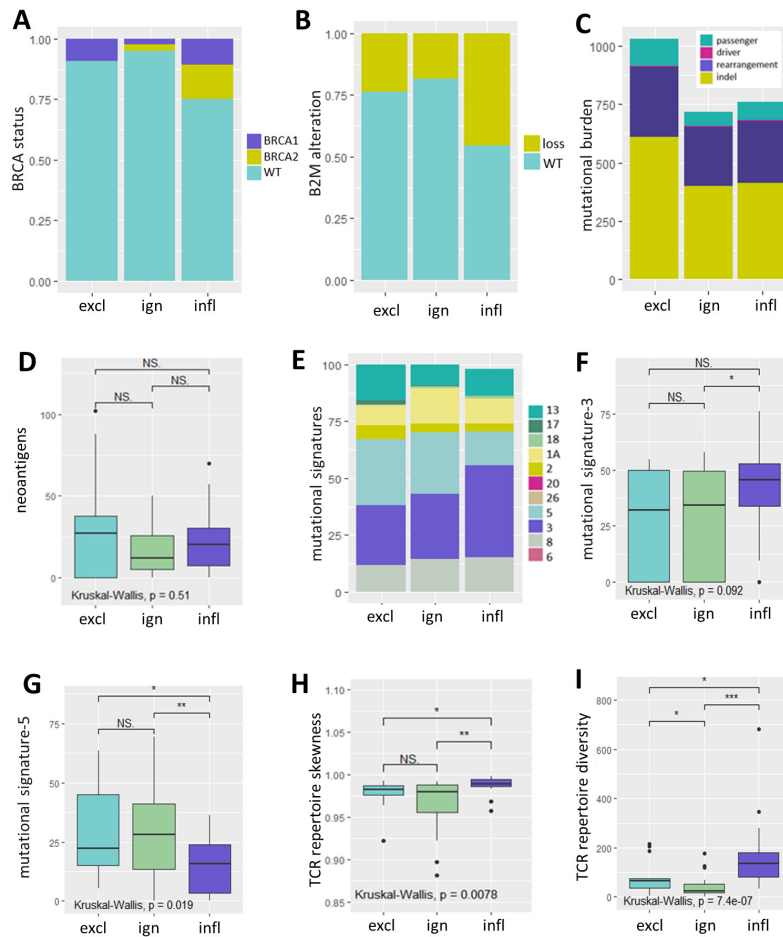 A
BRCA status
1.00
0.75
0.50
0.25
0.00
excl ign infl
BRCA1
BRCA2
WT
B
B2M alteration
1.00
0.75
0.50
0.25
0.00
excl ign infl
loss
WT
C
mutational burden
1000
750
500
250
0
passenger
driver
rearrangement
indel
excl ign infl
D
neoantigens
100
50
0
NS.
NS. NS.
Kruskal-Wallis, p = 0.51
excl ign infl
E
mutational signatures
100
75
50
25
0
excl ign infl
13
17
18
1A
2
20
26
5
3
8
6
F
mutational signature-3
75
50
25
0
NS.
*
NS.
Kruskal-Wallis, p = 0.092
excl ign infl
G
mutational signature-5
75
50
25
0
*
**
NS.
Kruskal-Wallis, p = 0.019
excl ign infl
H
TCR repertoire skewness
1.10
1.05
1.00
0.95
0.90
0.85
*
**
NS.
Kruskal-Wallis, p = 0.0078
excl ign infl
I
TCR repertoire diversity
800
600
400
200
0
*
***
*
Kruskal-Wallis, p = 7.4e-07
excl ign infl